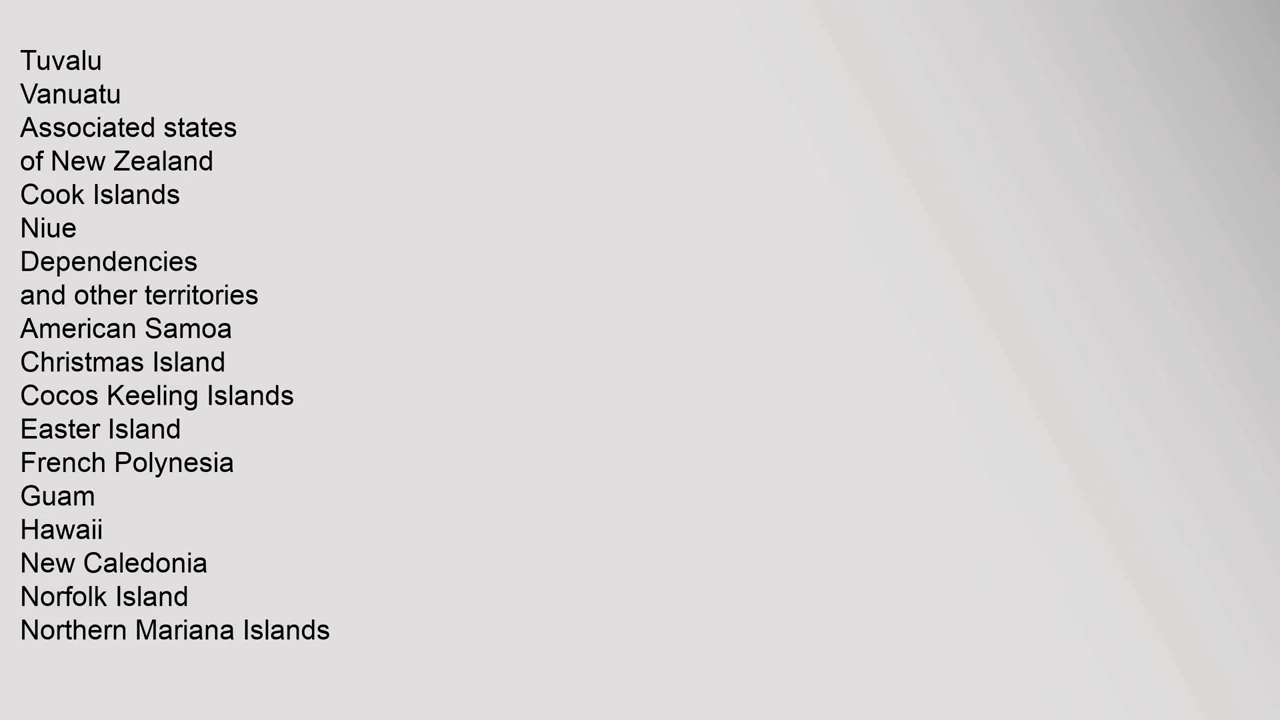 Tuvalu
Vanuatu
Associated states
of New Zealand
Cook Islands
Niue
Dependencies
and other territories
American Samoa
Christmas Island
Cocos Keeling Islands
Easter Island
French Polynesia
Guam
Hawaii
New Caledonia
Norfolk Island
Northern Mariana Islands